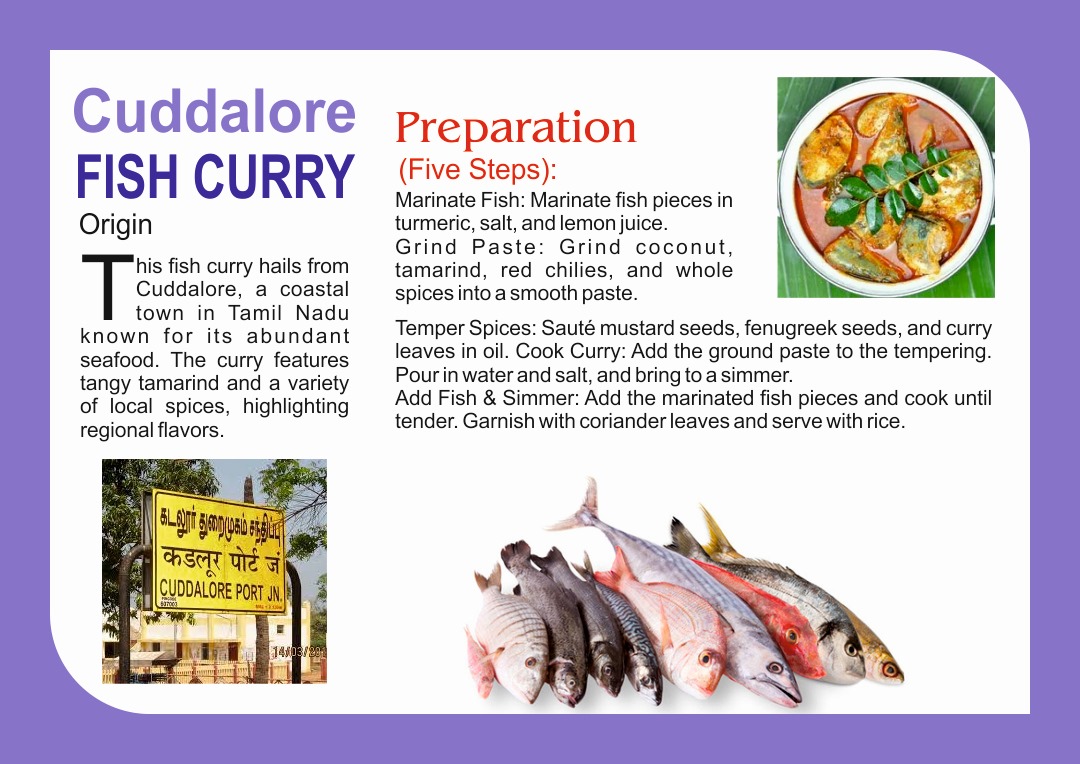 Cuddalore
FISH CURRY
Origin
This fish curry hails from
Cuddalore, a coastal
town in Tamil Nadu
known for its abundant
seafood. The curry features
tangy tamarind and a variety
of local spices, highlighting
regional flavors.
Preparation
(Five Steps):
Marinate Fish: Marinate fish pieces in
turmeric, salt, and lemon juice.
Grind Paste: Grind coconut,
tamarind, red chilies, and whole
spices into a smooth paste.
Temper Spices: Sauté mustard seeds, fenugreek seeds, and curry
leaves in oil. Cook Curry: Add the ground paste to the tempering.
Pour in water and salt, and bring to a simmer.
Add Fish & Simmer: Add the marinated fish pieces and cook until
tender. Garnish with coriander leaves and serve with rice.
கடலூர் துறைமுகம் சந்திப்பு
कडलूर पोर्ट जं
CUDDALORE PORT JN.
PINCODE
607003
14/03/20